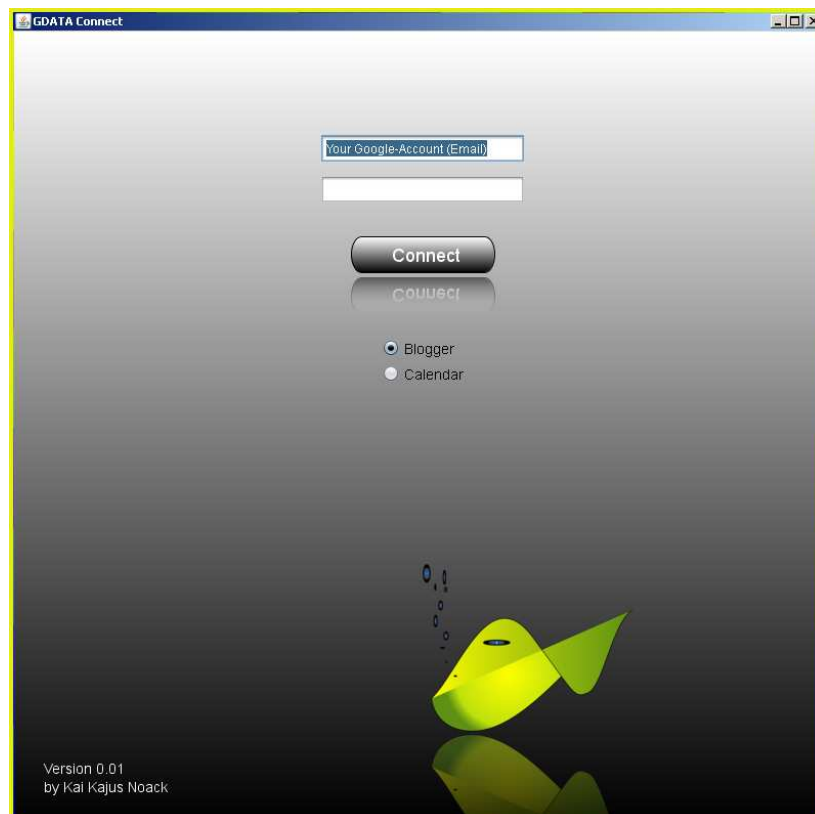 GDATA Connect
Your Google-Account (Email)
Connect
Connect
Blogger
Calendar
Version 0.01
by Kai Kajus Noack